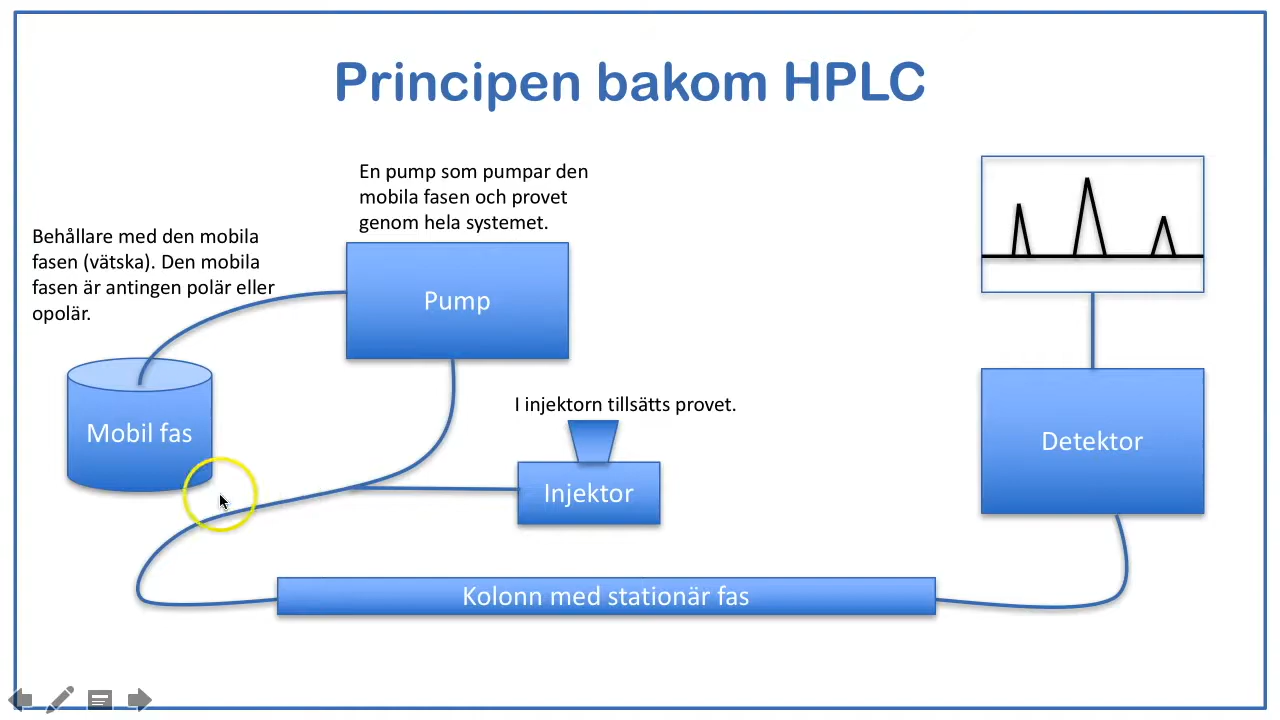 Principen bakom HPLC
En pump som pumpar den
mobila fasen och provet
genom hela systemet.
Behållare med den mobila
fasen (vätska). Den mobila
fasen är antingen polär eller
opolär.
Pump
Mobil fas
I injektorn tillsätts provet.
Injektor
Detektor
Kolonn med stationär fas